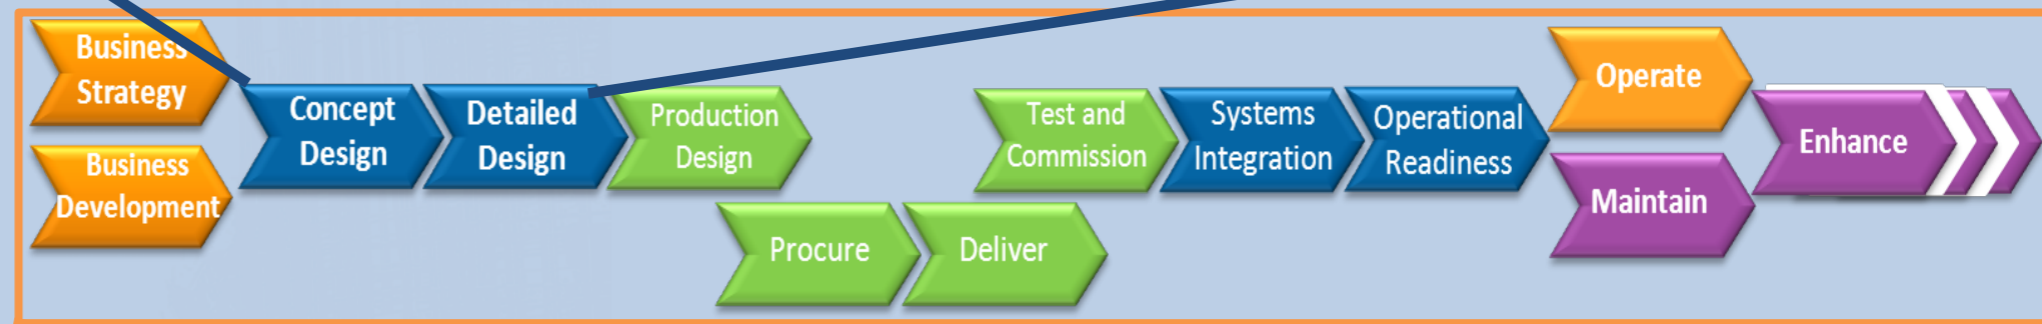 Business
Strategy
Business
Development
Concept
Design
Detailed
Design
Production
Design
Procure
Deliver
Test and
Commission
Systems
Integration
Operational
Readiness
Operate
Maintain
Enhance